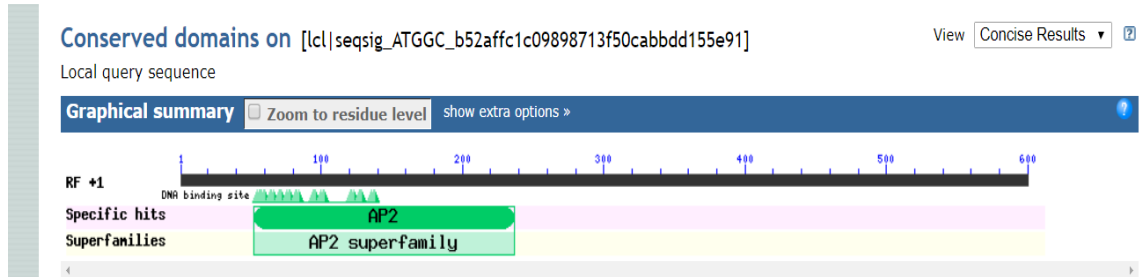 Conserved domains on [lcl|seqsig_ATGGC_b52affc1c09898713f50cabbdd155e91]
View Concise Results ▼ ?
Local query sequence
Graphical summary Zoom to residue level show extra options » ?
1 100 200 300 400 500 600
RF +1
DNA binding site
Specific hits AP2
Superfamilies AP2 superfamily